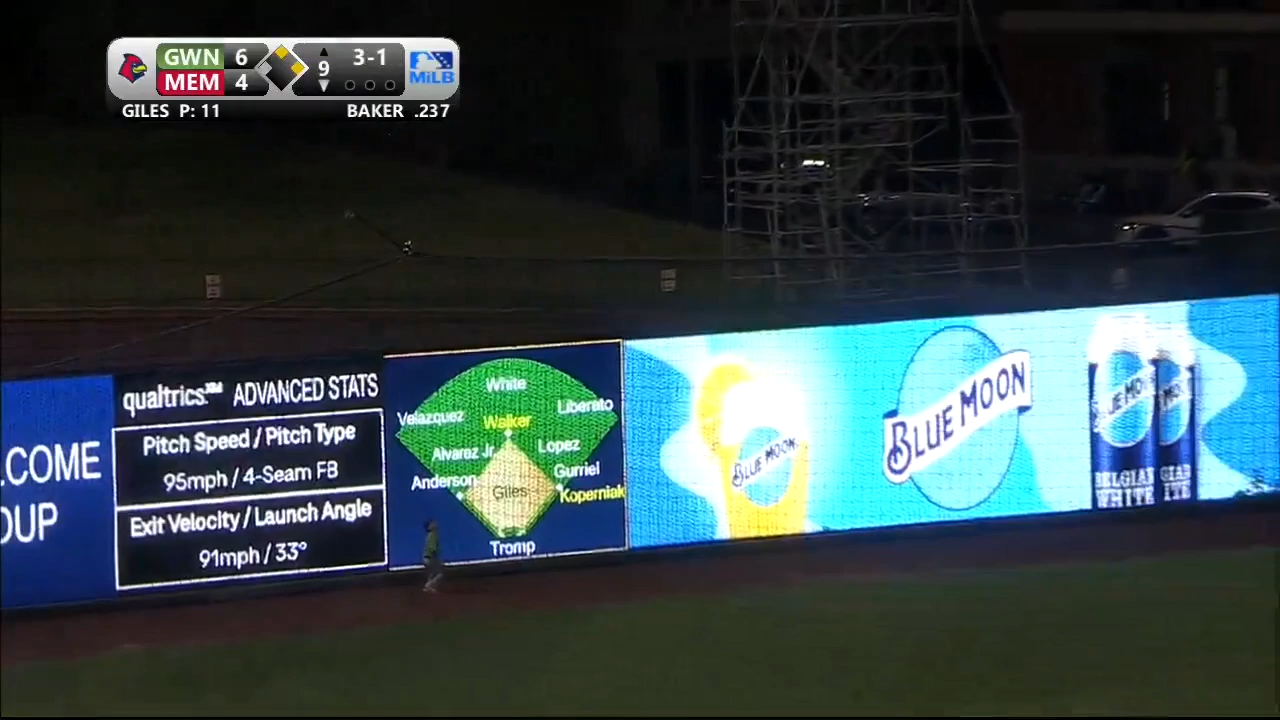 GWN 6
MEM 4
9
3-1
MiLB
GILES P: 11
BAKER .237
LCOME
OUP
qualtrics.XM ADVANCED STATS
Pitch Speed / Pitch Type
95mph / 4-Seam FB
Exit Velocity / Launch Angle
91mph / 33°
White
Velazquez
Walker
Liberato
Alvarez Jr.
Lopez
Anderson
Gurriel
Giles
Koperniak
Tromp
BLUE MOON
BLUE MOON
BLUE MOON
BELGIAN
WHITE